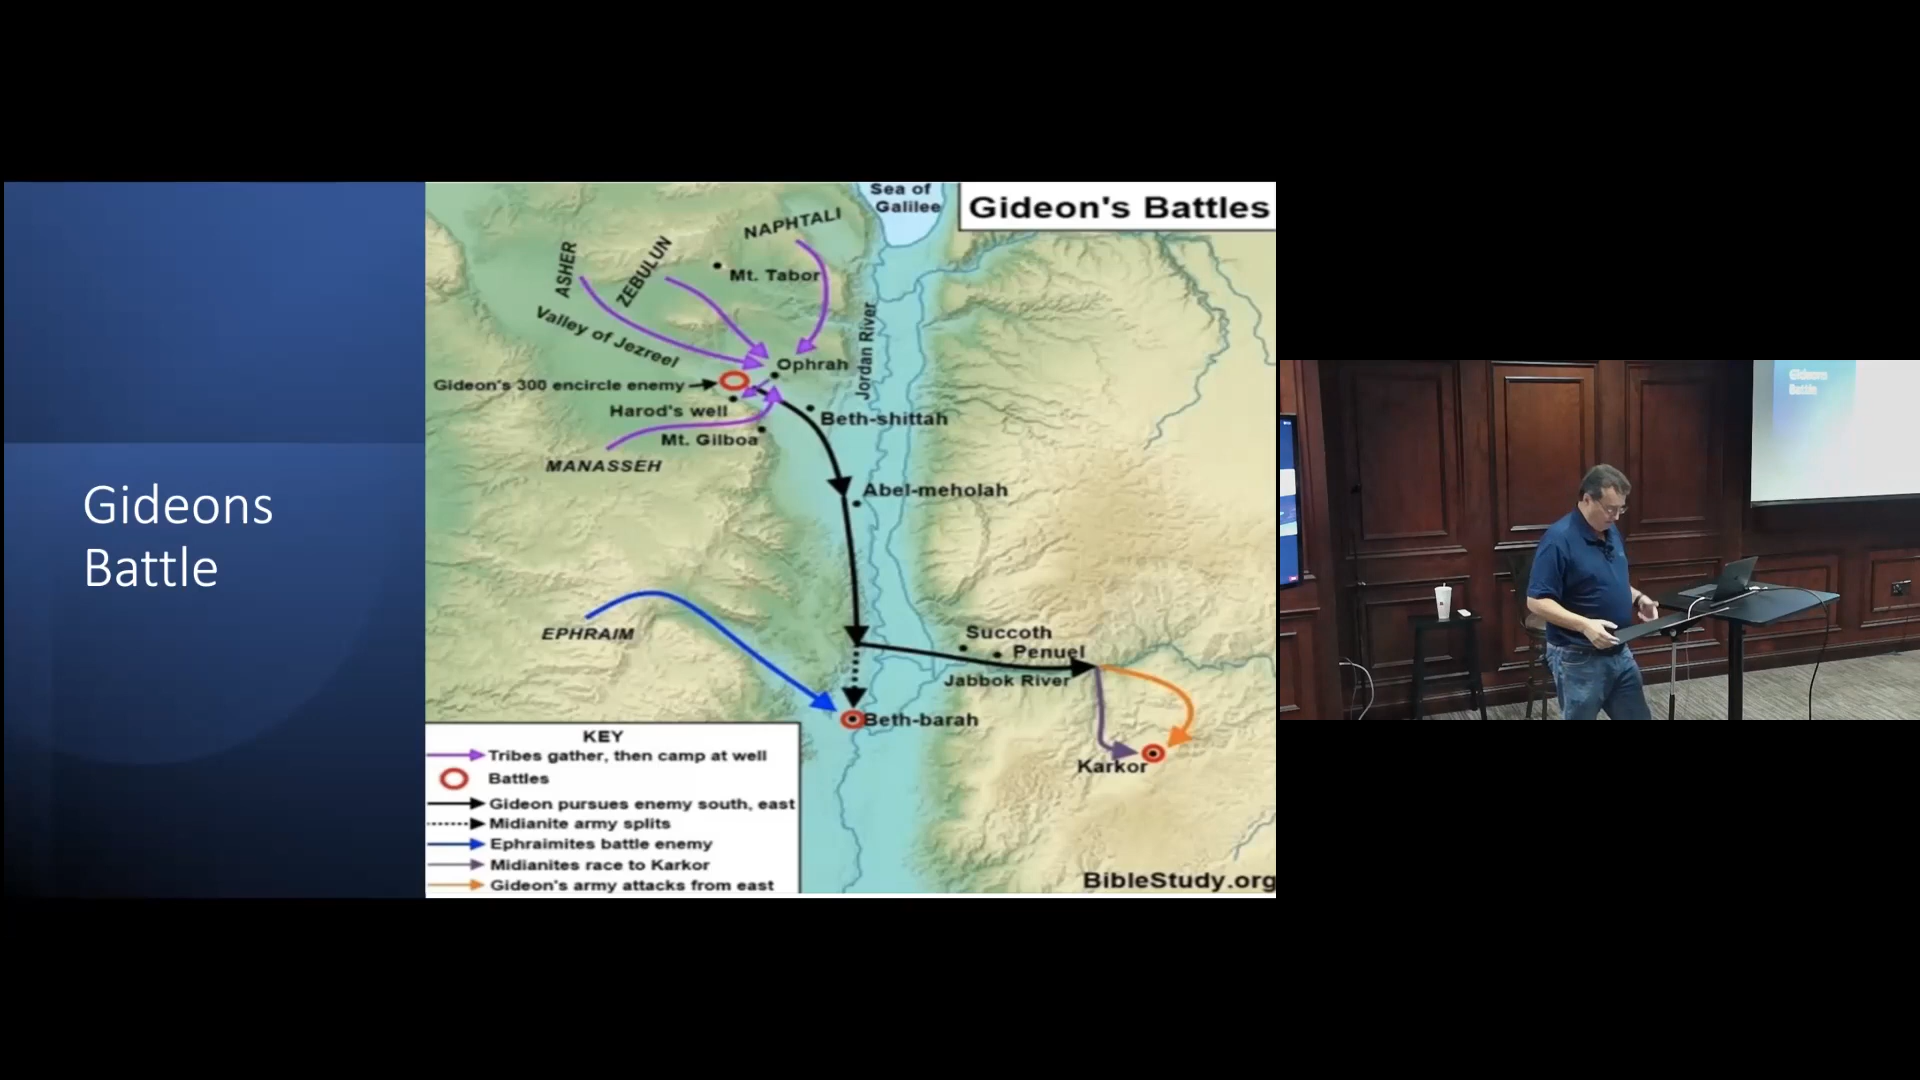 Gideons
Battle
Gideon's Battles
Sea of
Galilee
NAPHTALI
ASHER
ZEBULUN
Mt. Tabor
Valley of Jezreel
Jordan River
Ophrah
Gideon's 300 encircle enemy
Harod's well
Beth-shittah
Mt. Gilboa
MANASSEH
Abel-meholah
EPHRAIM
Succoth
Penuel
Jabbok River
Beth-barah
Karkor
KEY
Tribes gather, then camp at well
Battles
Gideon pursues enemy south, east
Midianite army splits
Ephraimites battle enemy
Midianites race to Karkor
Gideon's army attacks from east
BibleStudy.org
Gideons
Battle